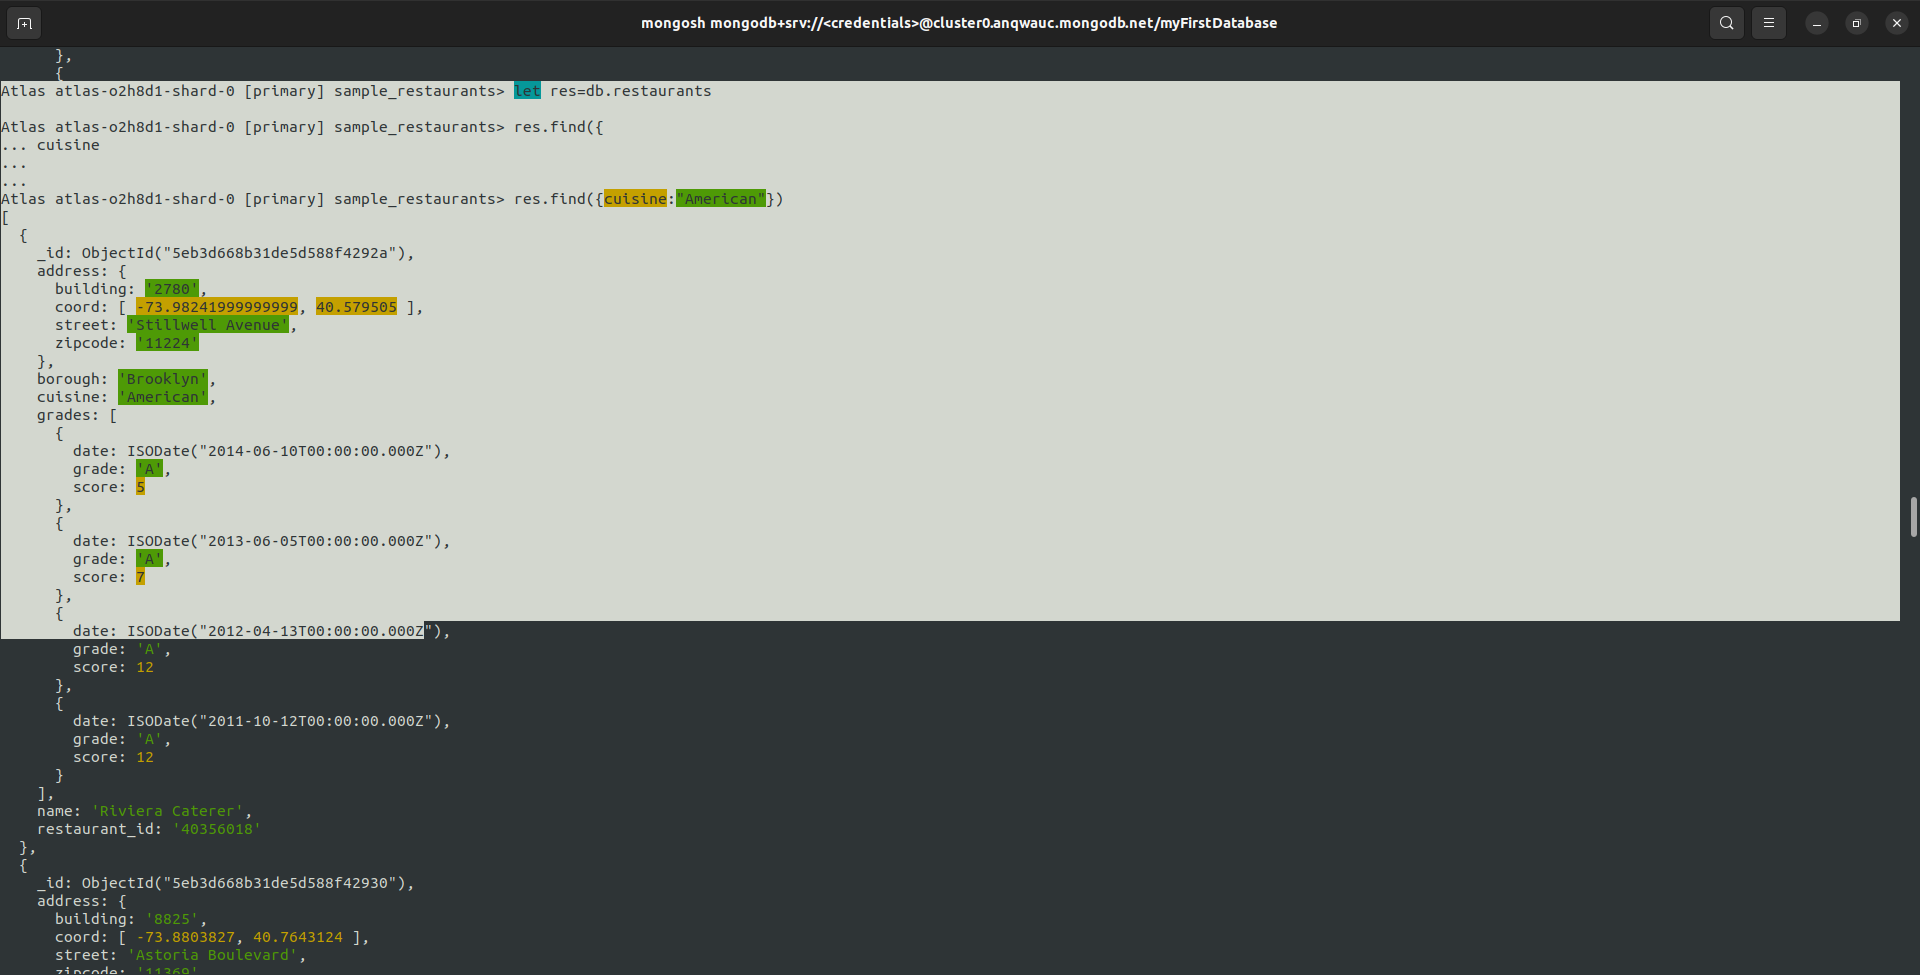 mongosh mongodb+srv://<credentials>@cluster0.anqwauc.mongodb.net/myFirstDatabase
},
{
Atlas atlas-o2h8d1-shard-0 [primary] sample_restaurants> let res=db.restaurants
Atlas atlas-o2h8d1-shard-0 [primary] sample_restaurants> res.find({
... cuisine
...
...
Atlas atlas-o2h8d1-shard-0 [primary] sample_restaurants> res.find({cuisine:"American"})
[
{
_id: ObjectId("5eb3d668b31de5d588f4292a"),
address: {
building: '2780',
coord: [ -73.98241999999999, 40.579505 ],
street: 'Stillwell Avenue',
zipcode: '11224'
},
borough: 'Brooklyn',
cuisine: 'American',
grades: [
{
date: ISODate("2014-06-10T00:00:00.000Z"),
grade: 'A',
score: 5
},
{
date: ISODate("2013-06-05T00:00:00.000Z"),
grade: 'A',
score: 7
},
{
date: ISODate("2012-04-13T00:00:00.000Z"),
grade: 'A',
score: 12
},
{
date: ISODate("2011-10-12T00:00:00.000Z"),
grade: 'A',
score: 12
}
],
name: 'Riviera Caterer',
restaurant_id: '40356018'
},
{
_id: ObjectId("5eb3d668b31de5d588f42930"),
address: {
building: '8825',
coord: [ -73.8803827, 40.7643124 ],
street: 'Astoria Boulevard',
zipcode: '11369'